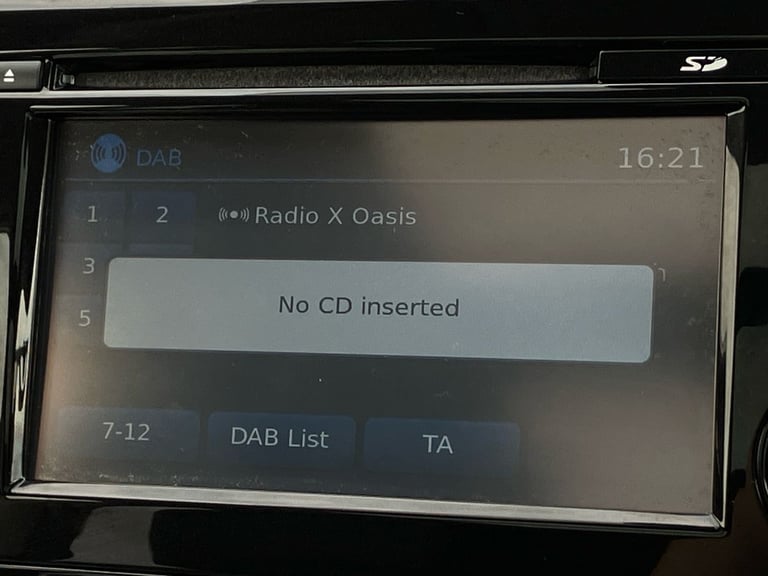 SD
DAB
16:21
1
2
Radio X Oasis
3
No CD inserted
5
7-12
DAB List
TA